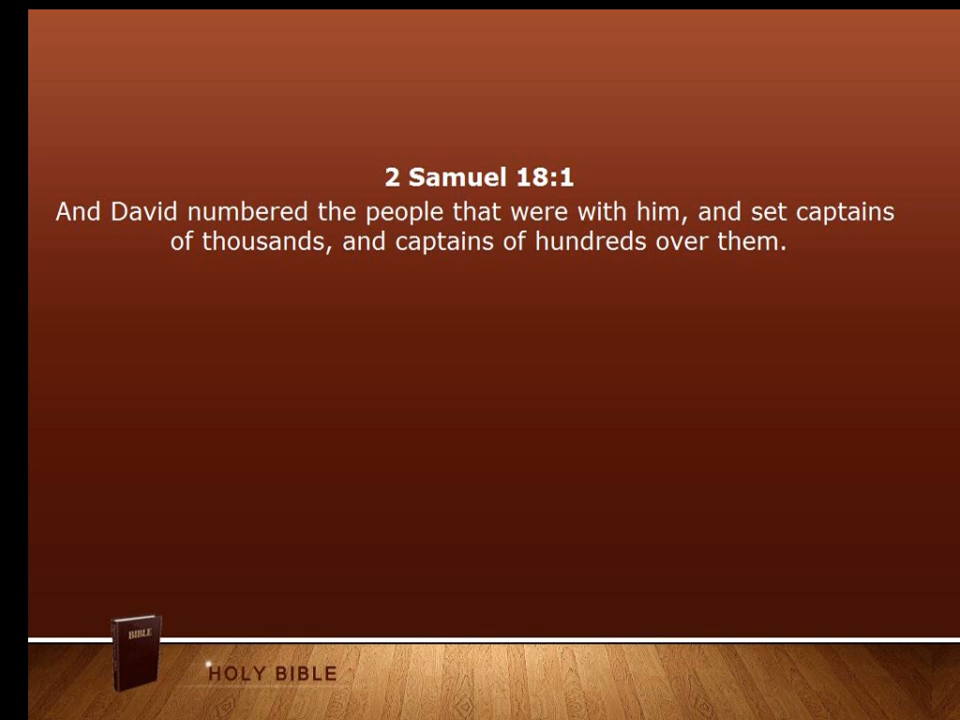 2 Samuel 18:1
And David numbered the people that were with him, and set captains
of thousands, and captains of hundreds over them.
BIBLE
HOLY BIBLE